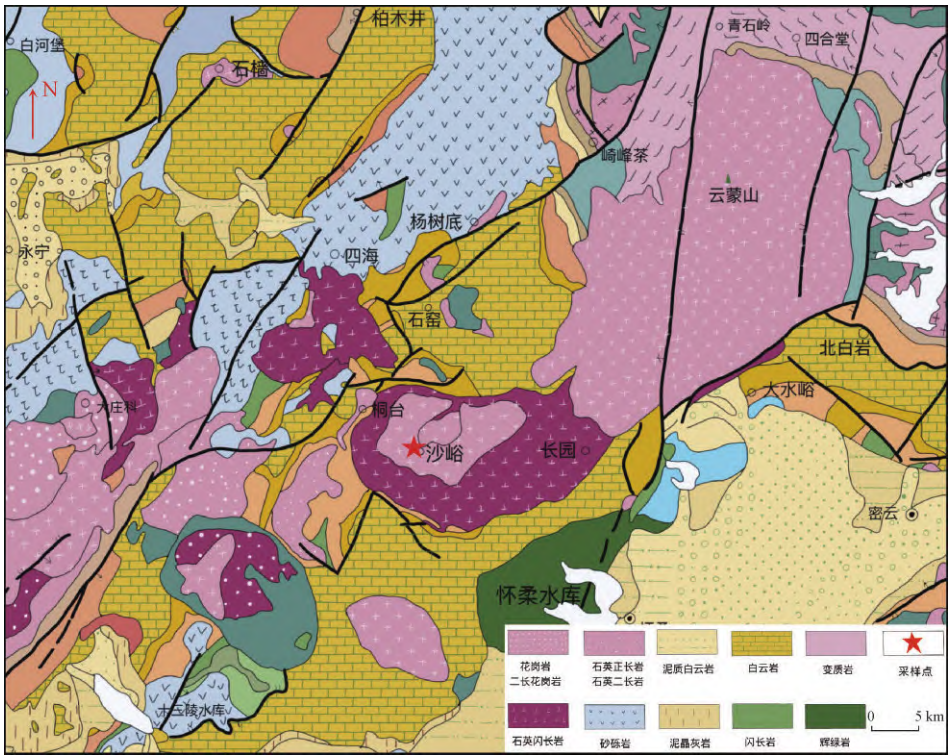 柏木井
青石岭
四合堂
白河堡
石樯
N
崎峰茶
云蒙山
杨树底
永宁
四海
石窑
北白岩
大水峪
大庄科
桐台
沙峪
长园
密云
怀柔水库
十三陵水库
花岗岩
二长花岗岩
石英正长岩
石英二长岩
泥质白云岩
白云岩
变质岩
采样点
石英闪长岩
砂砾岩
泥晶灰岩
闪长岩
辉绿岩
0 5 km